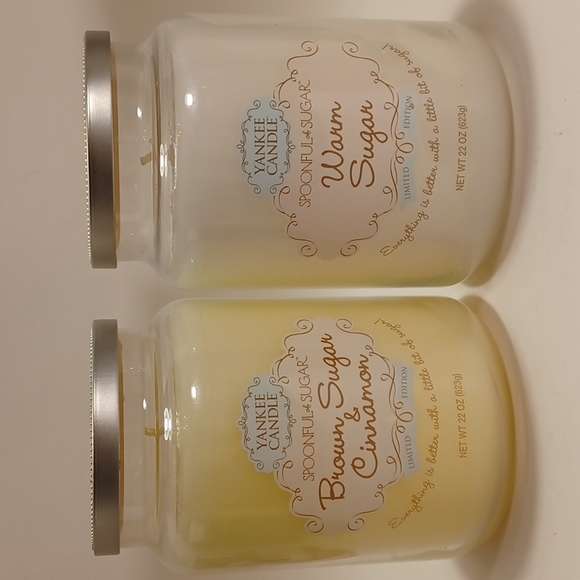 YANKEE
CANDLE
SPOONFUL of SUGAR™
Warm
Sugar
LIMITED EDITION
Everything is better with a little bit of sugar!
NET WT 22 OZ (623g)
YANKEE
CANDLE
SPOONFUL of SUGAR™
Brown Sugar
&
Cinnamon
LIMITED EDITION
Everything is better with a little bit of sugar!
NET WT 22 OZ (623g)